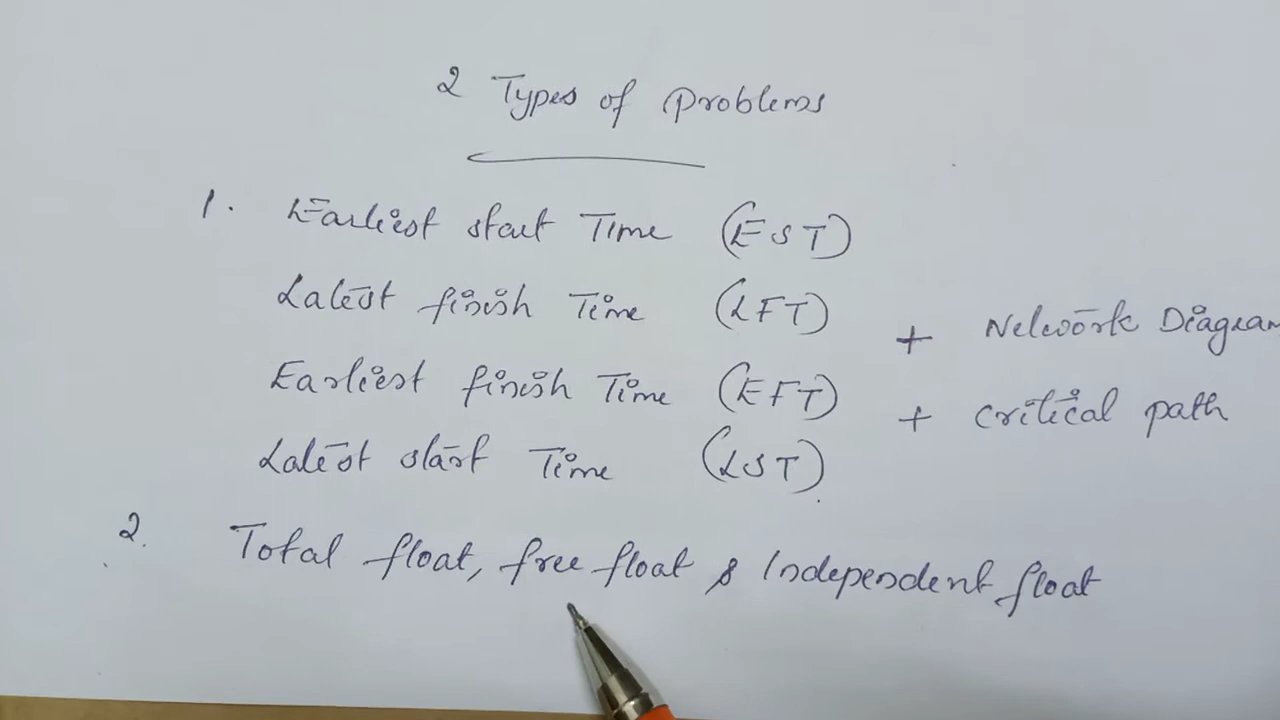 2 Types of Problems
1. Earliest start Time (EST)
Latest finish Time (LFT)
+ Network Diagram
Earliest finish Time (EFT)
+ critical path
Latest start Time (LST)
2. Total float, free float & Independent float